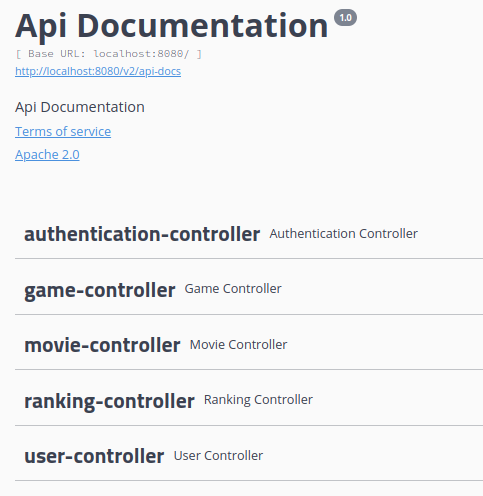 Api Documentation 1.0
[ Base URL: localhost:8080/ ]
http://localhost:8080/v2/api-docs
Api Documentation
Terms of service
Apache 2.0
authentication-controller Authentication Controller
game-controller Game Controller
movie-controller Movie Controller
ranking-controller Ranking Controller
user-controller User Controller